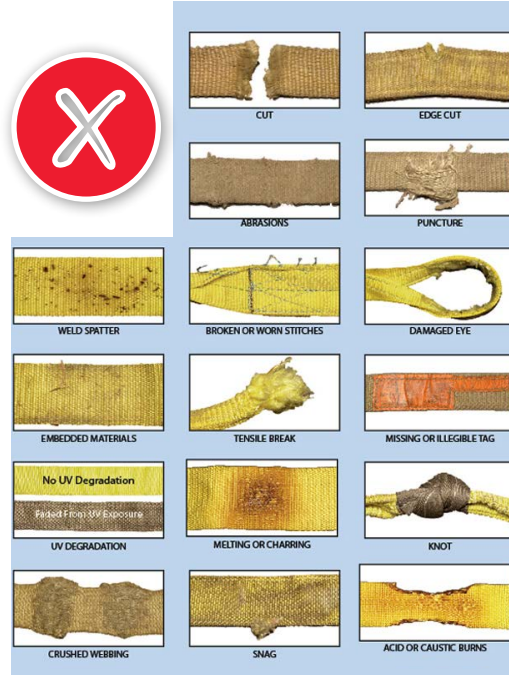 CUT
EDGE CUT
ABRASIONS
PUNCTURE
WELD SPATTER
BROKEN OR WORN STITCHES
DAMAGED EYE
EMBEDDED MATERIALS
TENSILE BREAK
MISSING OR ILLEGIBLE TAG
No UV Degradation
Faded From UV Exposure
UV DEGRADATION
MELTING OR CHARRING
KNOT
CRUSHED WEBBING
SNAG
ACID OR CAUSTIC BURNS